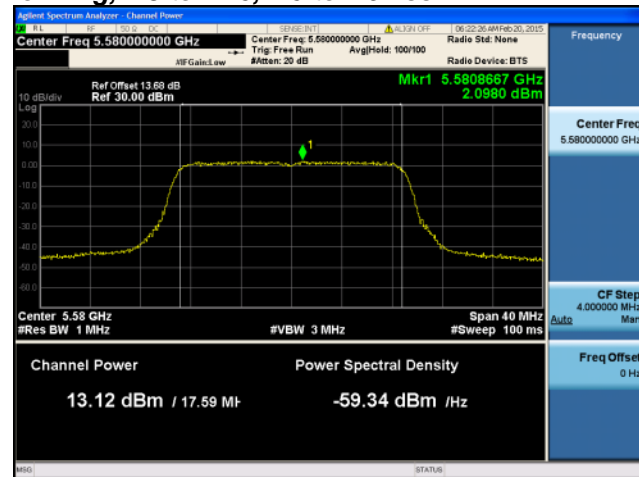 Agilent Spectrum Analyzer - Channel Power
RL RF 50 Ω DC SENSE:INT ALIGN OFF 06:22:26 AM Feb 20, 2015
Center Freq 5.580000000 GHz
Center Freq: 5.580000000 GHz
Radio Std: None
Trig: Free Run Avg|Hold: 100/100
#IFGain:Low #Atten: 20 dB Radio Device: BTS
Frequency
Mkr1 5.5808667 GHz
2.0980 dBm
Ref Offset 13.68 dB
10 dB/div Ref 30.00 dBm
Log
20.0
10.0
0.00
-10.0
-20.0
-30.0
-40.0
-50.0
-60.0
1
Center Freq
5.580000000 GHz
Center 5.58 GHz Span 40 MHz
#Res BW 1 MHz #VBW 3 MHz #Sweep 100 ms
CF Step
4.000000 MHz
Auto Man
Channel Power Power Spectral Density
13.12 dBm / 17.59 MH -59.34 dBm /Hz
Freq Offset
0 Hz
MSG STATUS